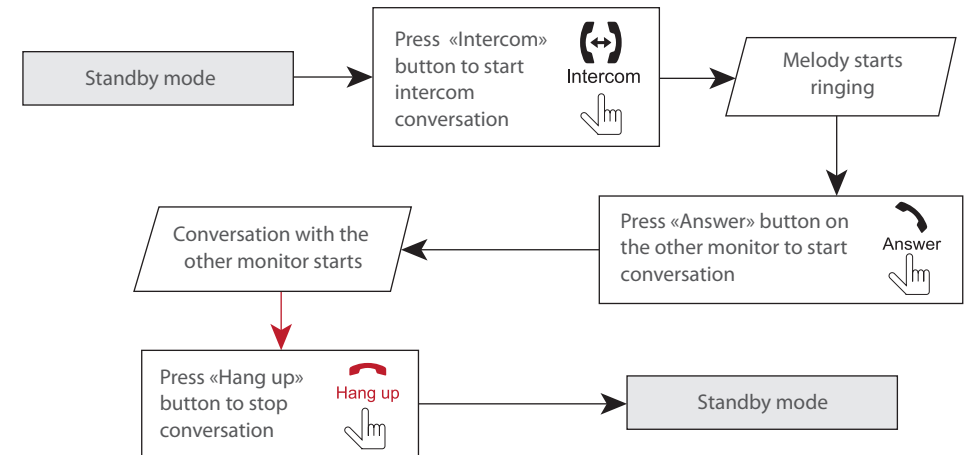 Standby mode
Press «Intercom»
button to start
intercom
conversation
Intercom
Melody starts
ringing
Press «Answer» button on
the other monitor to start
conversation
Answer
Conversation with the
other monitor starts
Press «Hang up»
button to stop
conversation
Hang up
Standby mode